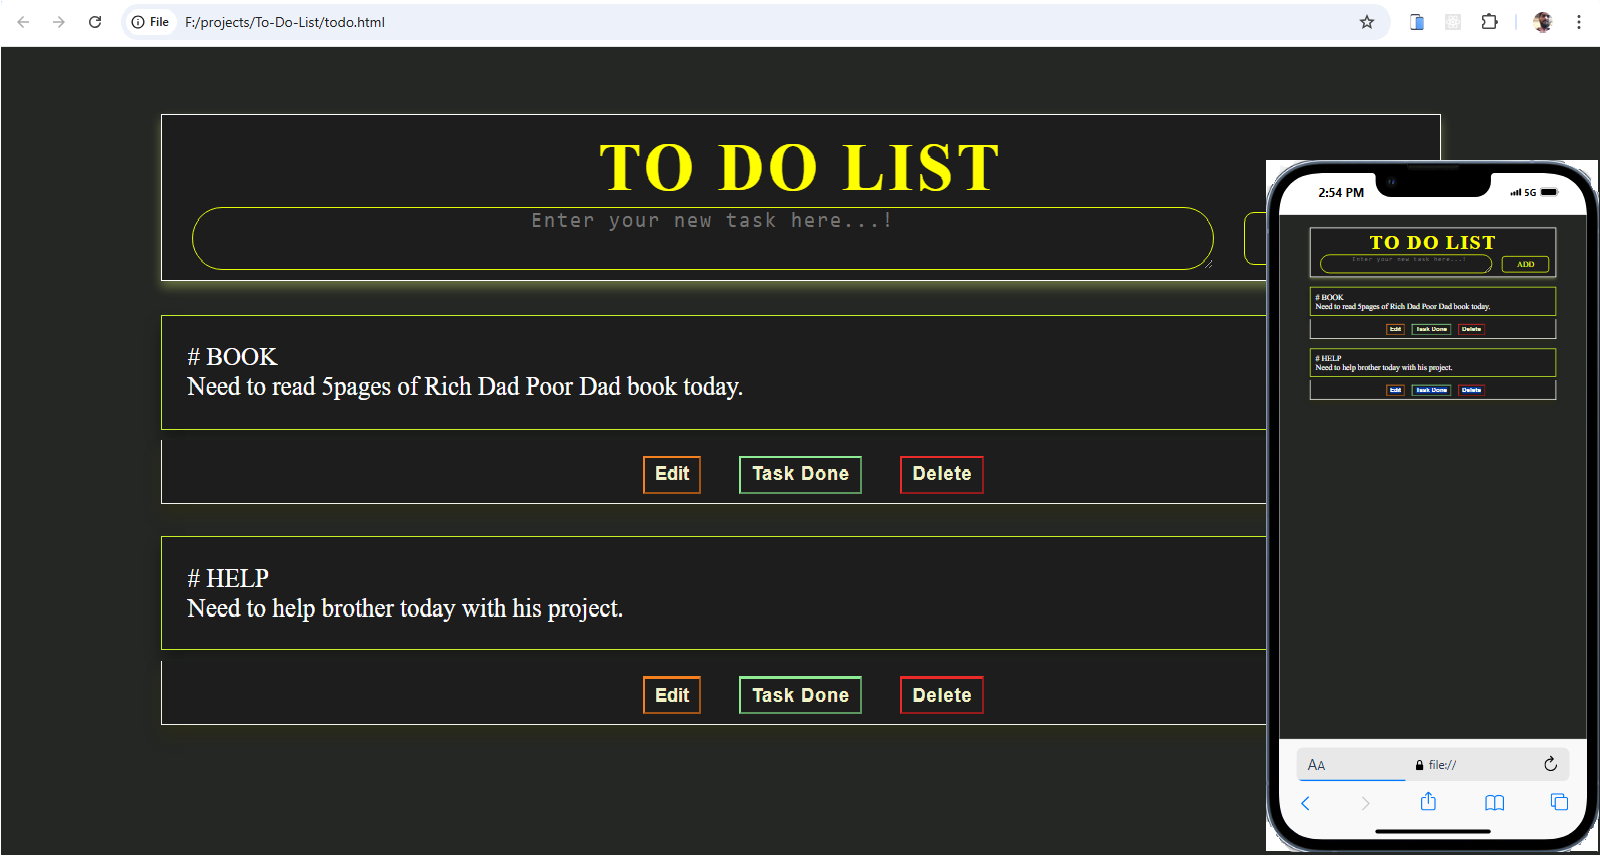 File F:/projects/To-Do-List/todo.html
TO DO LIST
Enter your new task here...!
# BOOK
Need to read 5pages of Rich Dad Poor Dad book today.
Edit Task Done Delete
# HELP
Need to help brother today with his project.
Edit Task Done Delete
2:54 PM 5G
TO DO LIST
Enter your new task here...!
ADD
# BOOK
Need to read 5pages of Rich Dad Poor Dad book today.
Edit Task Done Delete
# HELP
Need to help brother today with his project.
Edit Task Done Delete
AA file://